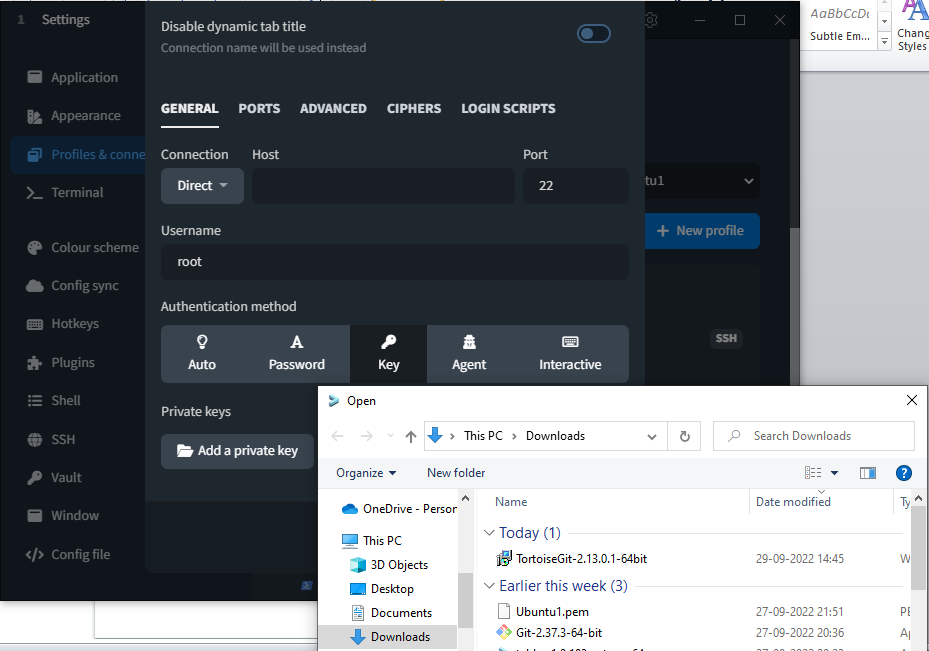 1 Settings
Disable dynamic tab title
Connection name will be used instead
AaBbCcDc
Subtle Em...
Chang
Styles
Application
Appearance
Profiles & conne
Terminal
Colour scheme
Config sync
Hotkeys
Plugins
Shell
SSH
Vault
Window
Config file
GENERAL PORTS ADVANCED CIPHERS LOGIN SCRIPTS
Connection Host Port
Direct 22
Username
root
Authentication method
Auto Password Key Agent Interactive
Private keys
Add a private key
tu1
+ New profile
SSH
Open
This PC > Downloads
Search Downloads
Organize New folder
OneDrive - Person
This PC
3D Objects
Desktop
Documents
Downloads
Name Date modified Ty
Today (1)
TortoiseGit-2.13.0.1-64bit 29-09-2022 14:45 W
Earlier this week (3)
Ubuntu1.pem 27-09-2022 21:51 PE
Git-2.37.3-64-bit 27-09-2022 20:36 Ap